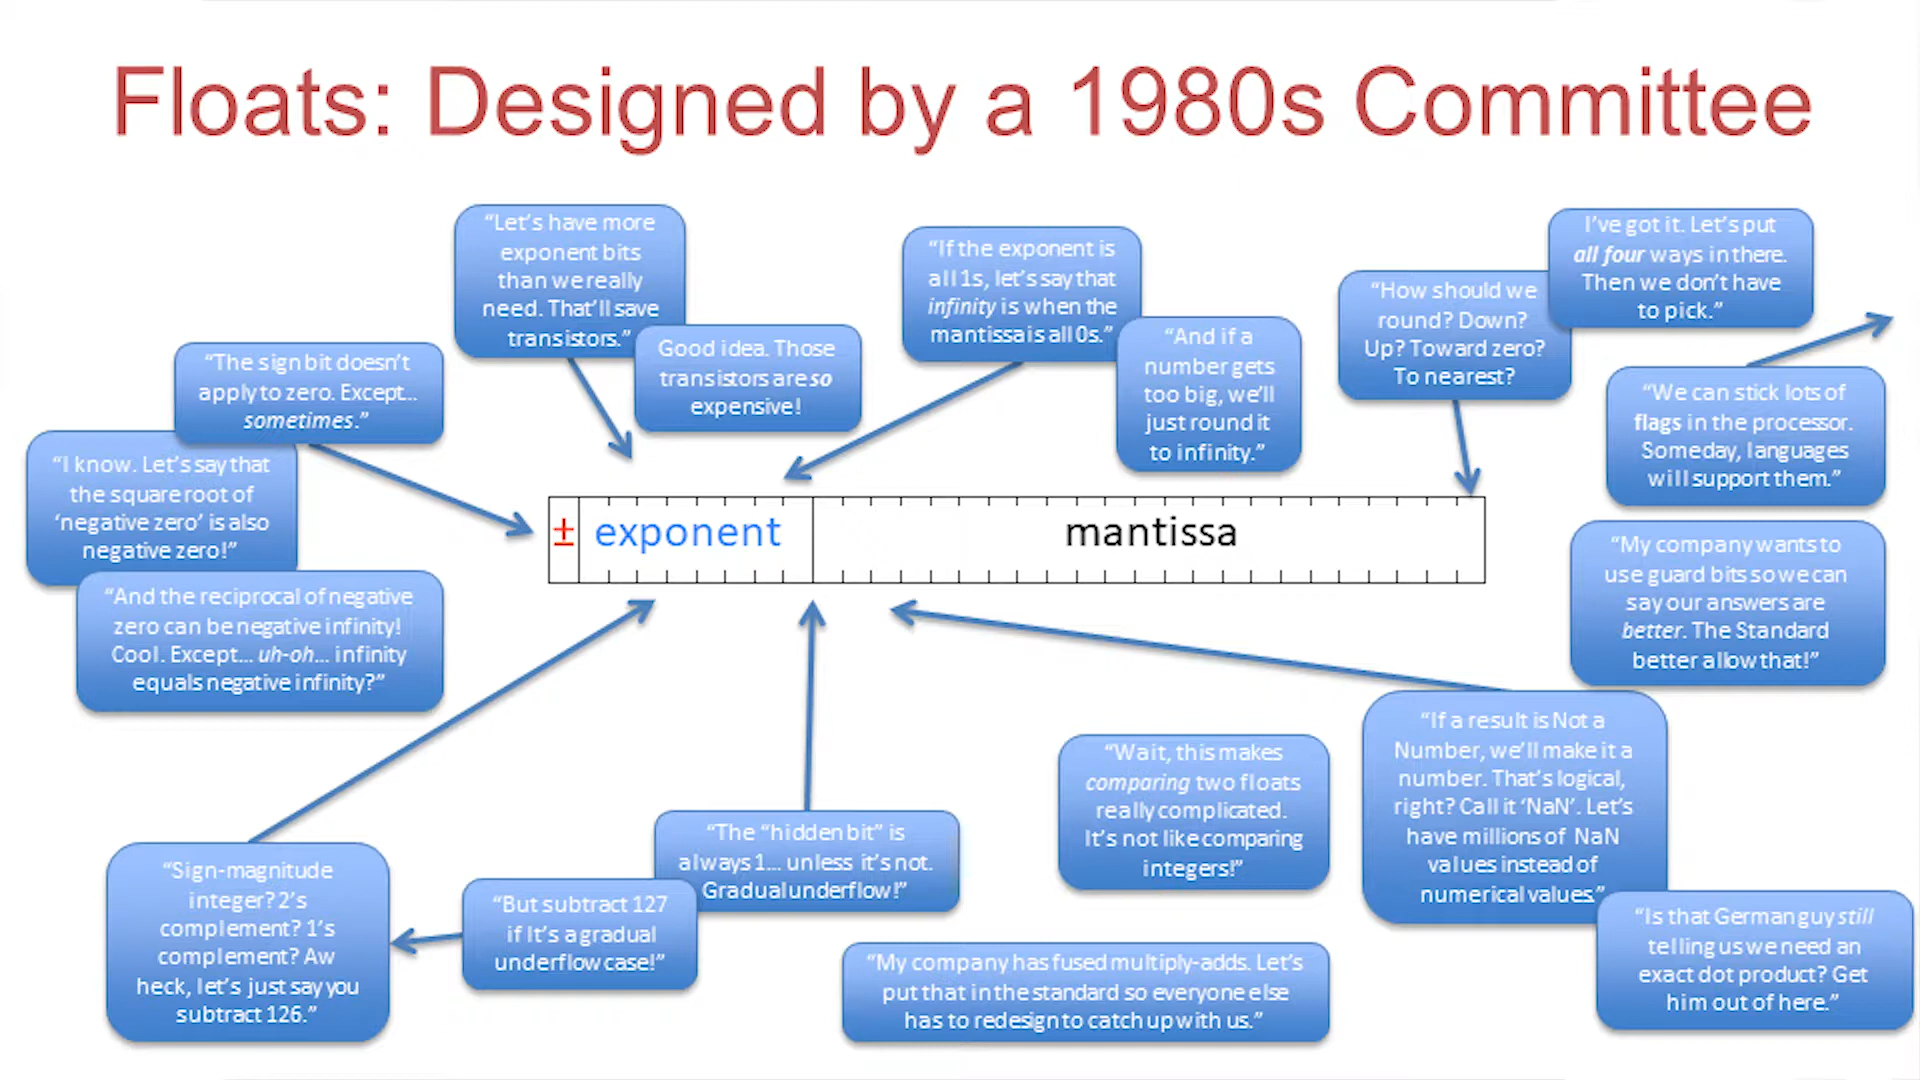 Floats: Designed by a 1980s Committee
“Let’s have more
exponent bits
than we really
need. That’ll save
transistors.”
Good idea. Those
transistors are so
expensive!
“If the exponent is
all 1s, let’s say that
infinity is when the
mantissa is all 0s.”
“And if a
number gets
too big, we’ll
just round it
to infinity.”
“How should we
round? Down?
Up? Toward zero?
To nearest?
I’ve got it. Let’s put
all four ways in there.
Then we don’t have
to pick.”
“The sign bit doesn’t
apply to zero. Except...
sometimes.”
“I know. Let’s say that
the square root of
‘negative zero’ is also
negative zero!”
“And the reciprocal of negative
zero can be negative infinity!
Cool. Except... uh-oh... infinity
equals negative infinity?”
± exponent mantissa
“We can stick lots of
flags in the processor.
Someday, languages
will support them.”
“My company wants to
use guard bits so we can
say our answers are
better. The Standard
better allow that!”
“Sign-magnitude
integer? 2’s
complement? 1’s
complement? Aw
heck, let’s just say you
subtract 126.”
“But subtract 127
if It’s a gradual
underflow case!”
“The “hidden bit” is
always 1... unless it’s not.
Gradual underflow!”
“Wait, this makes
comparing two floats
really complicated.
It’s not like comparing
integers!”
“My company has fused multiply-adds. Let’s
put that in the standard so everyone else
has to redesign to catch up with us.”
“If a result is Not a
Number, we’ll make it a
number. That’s logical,
right? Call it ‘NaN’. Let’s
have millions of NaN
values instead of
numerical values.”
“Is that German guy still
telling us we need an
exact dot product? Get
him out of here.”